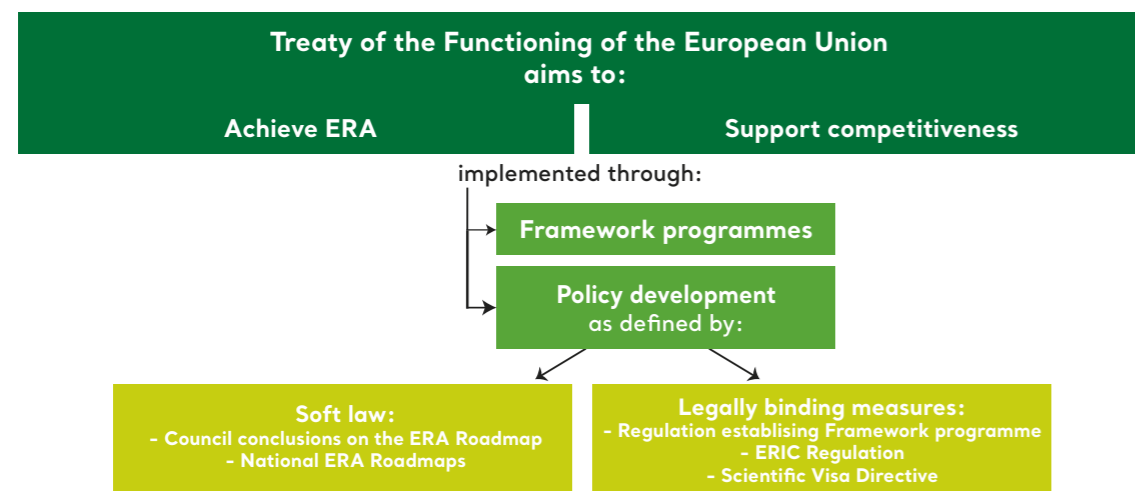 Treaty of the Functioning of the European Union
aims to:
Achieve ERA
Support competitiveness
implemented through:
Framework programmes
Policy development
as defined by:
Soft law:
- Council conclusions on the ERA Roadmap
- National ERA Roadmaps
Legally binding measures:
- Regulation establising Framework programme
- ERIC Regulation
- Scientific Visa Directive